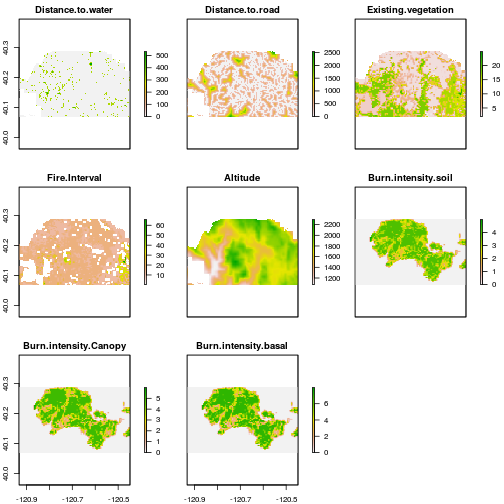 Distance.to.water
Distance.to.road
Existing.vegetation
40.0 40.1 40.2 40.3
0 100 200 300 400 500
0 500 1000 1500 2000 2500
5 10 15 20
Fire.Interval
Altitude
Burn.intensity.soil
40.0 40.1 40.2 40.3
10 20 30 40 50 60
1200 1400 1600 1800 2000 2200
0 1 2 3 4
Burn.intensity.Canopy
Burn.intensity.basal
40.0 40.1 40.2 40.3
0 1 2 3 4 5
0 2 4 6
-120.9 -120.7 -120.5
-120.9 -120.7 -120.5